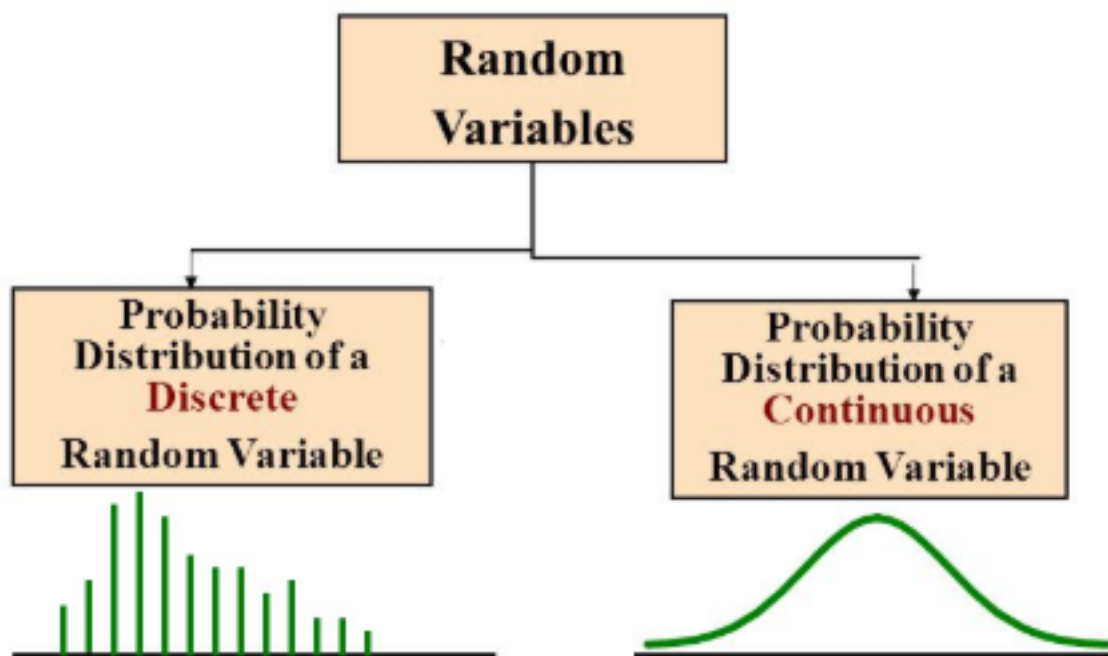 Random
Variables
Probability
Distribution of a
Discrete
Random Variable
Probability
Distribution of a
Continuous
Random Variable